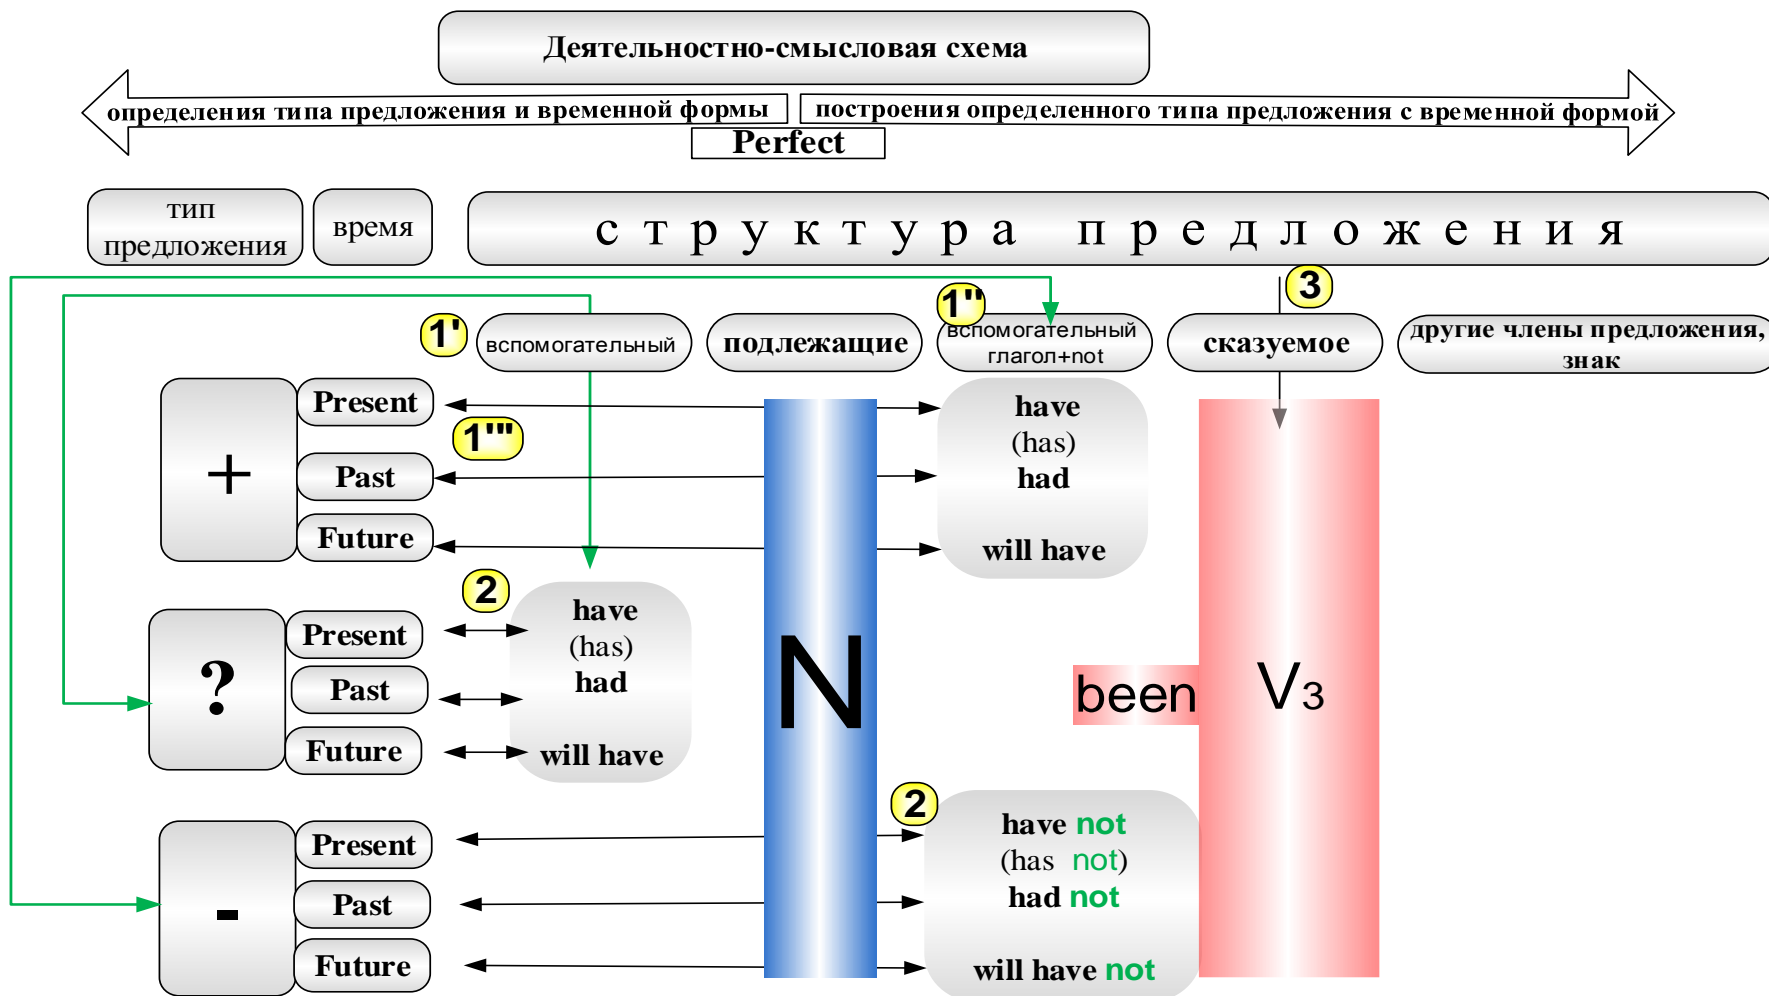 Деятельностно-смысловая схема
определения типа предложения и временной формы
построения определенного типа предложения с временной формой
Perfect
тип
предложения
время
структура предложения
1'
вспомогательный
подлежащие
1''
вспомогательный
глагол+not
3
сказуемое
другие члены предложения,
знак
+
Present
1'''
Past
Future
have
(has)
had
will have
?
Present
Past
Future
2
have
(has)
had
will have
N
been
V3
-
Present
Past
Future
2
have not
(has not)
had not
will have not